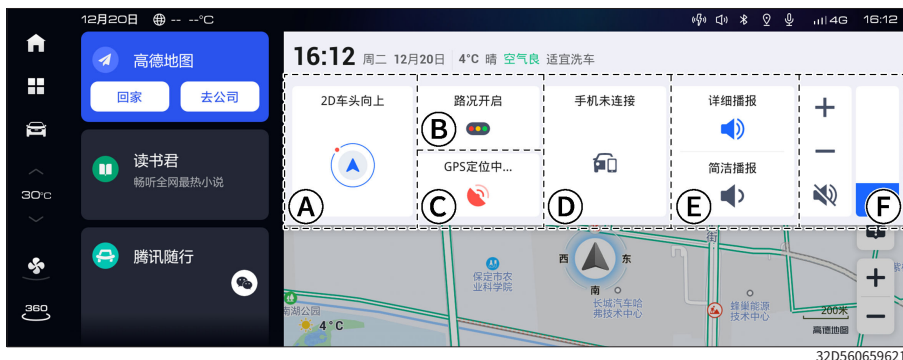 12月20日 -- --°C 4G 16:12
高德地图
回家 去公司
读书君
畅听全网最热小说
30°C
腾讯随行
360
16:12 周二 12月20日 4°C 晴 空气良 适宜洗车
2D车头向上
路况开启
GPS定位中...
手机未连接
详细播报
简洁播报
+
−
A
B
C
D
E
F
街
西 东
南
保定市农
业科学院
长城汽车哈
弗技术中心
蜂巢能源
技术中心
南湖公园
4°C
+
−
200米
高德地图
32D560659621